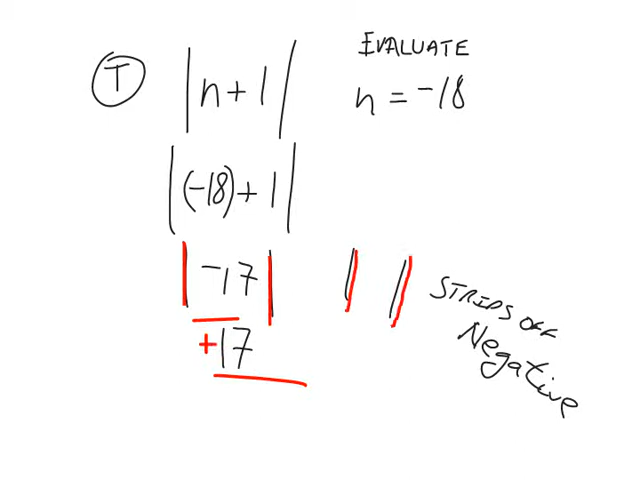 EVALUATE
T |n+1| n = -18
|(-18)+1|
|-17| | | STRIPS OFF
Negative
+17